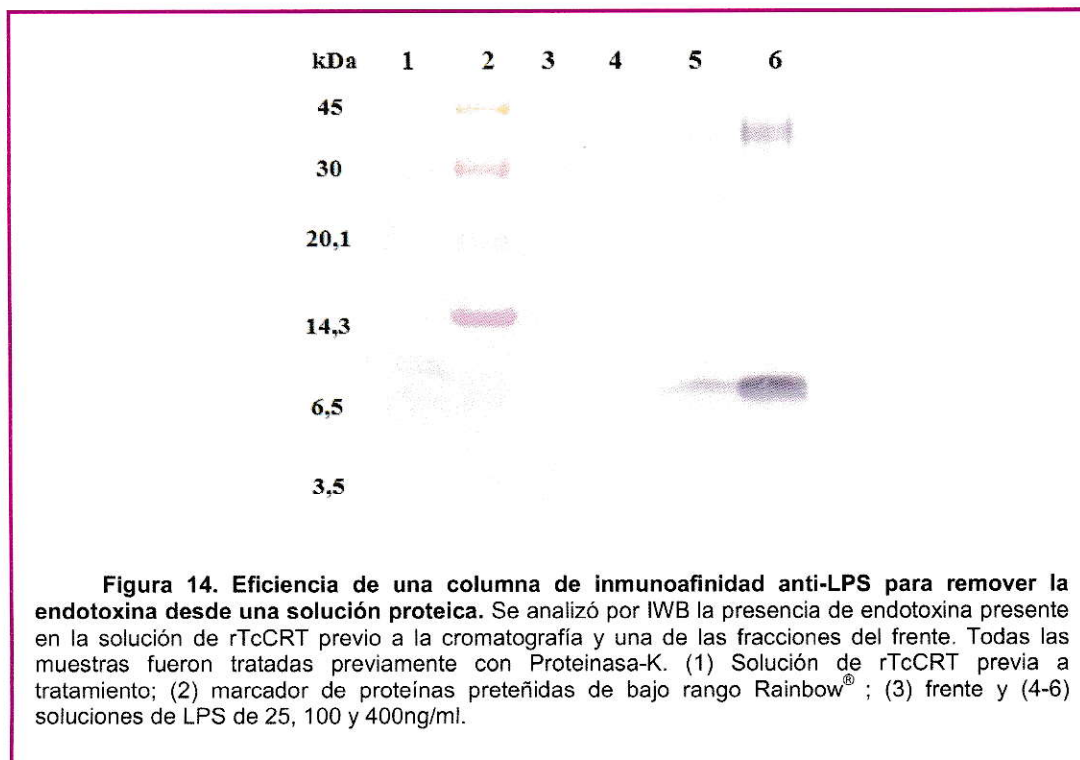 kDa 1 2 3 4 5 6
45
30
20,1
14,3
6,5
3,5
Figura 14. Eficiencia de una columna de inmunoafinidad anti-LPS para remover la
endotoxina desde una solución proteica. Se analizó por IWB la presencia de endotoxina presente
en la solución de rTcCRT previo a la cromatografía y una de las fracciones del frente. Todas las
muestras fueron tratadas previamente con Proteinasa-K. (1) Solución de rTcCRT previa a
tratamiento; (2) marcador de proteínas preteñidas de bajo rango Rainbow® ; (3) frente y (4-6)
soluciones de LPS de 25, 100 y 400ng/ml.